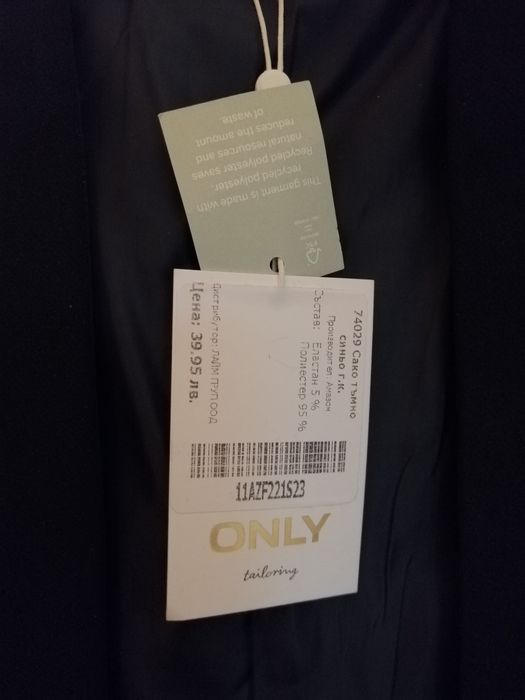 This garment is made with
recycled polyester.
Recycled polyester saves
natural resources and
reduces the amount
of waste.
74029 Сако тъмно
синьо г.к.
Производител: Амазон
Състав: Еластан 5 %
Полиестер 95 %
Дистрибутор: ЛАЙМ ГРУП ООД
Цена: 39.95 лв.
11AZF221S23
ONLY
tailoring